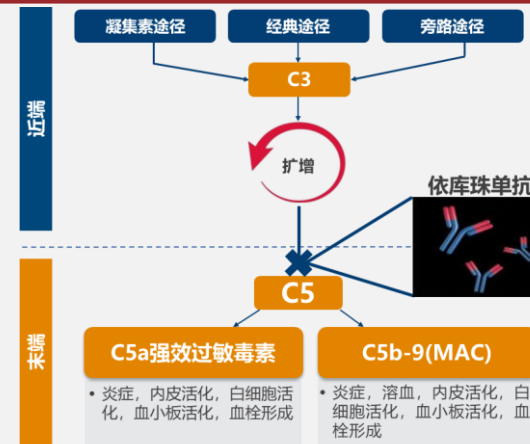 凝集素途径
经典途径
旁路途径
C3
近端
扩增
依库珠单抗
C5
末端
C5a强效过敏毒素
C5b-9(MAC)
• 炎症，内皮活化，白细胞活
化，血小板活化，血栓形成
• 炎症，溶血，内皮活化，白
细胞活化，血小板活化，血
栓形成